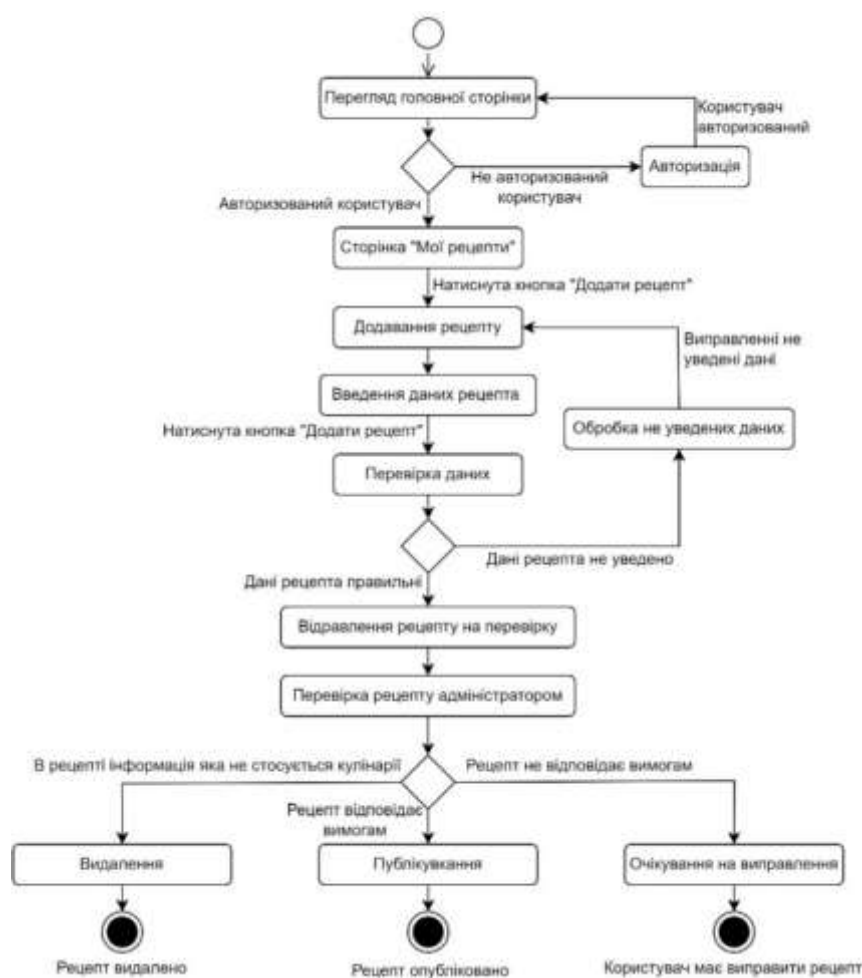 Перегляд головної сторінки
Користувач
авторизований
Авторизація
Не авторизований
користувач
Авторизований користувач
Сторінка "Мої рецепти"
Натиснута кнопка "Додати рецепт"
Додавання рецепту
Виправленні не
уведені дані
Введення даних рецепта
Обробка не уведених даних
Натиснута кнопка "Додати рецепт"
Перевірка даних
Дані рецепта не уведено
Дані рецепта правильні
Відравлення рецепту на перевірку
Перевірка рецепту адміністратором
В рецепті інформація яка не стосується кулінарії
Рецепт не відповідає вимогам
Рецепт відповідає
вимогам
Видалення
Публікувкання
Очікування на виправлення
Рецепт видалено
Рецепт опубліковано
Користувач має виправити рецепт